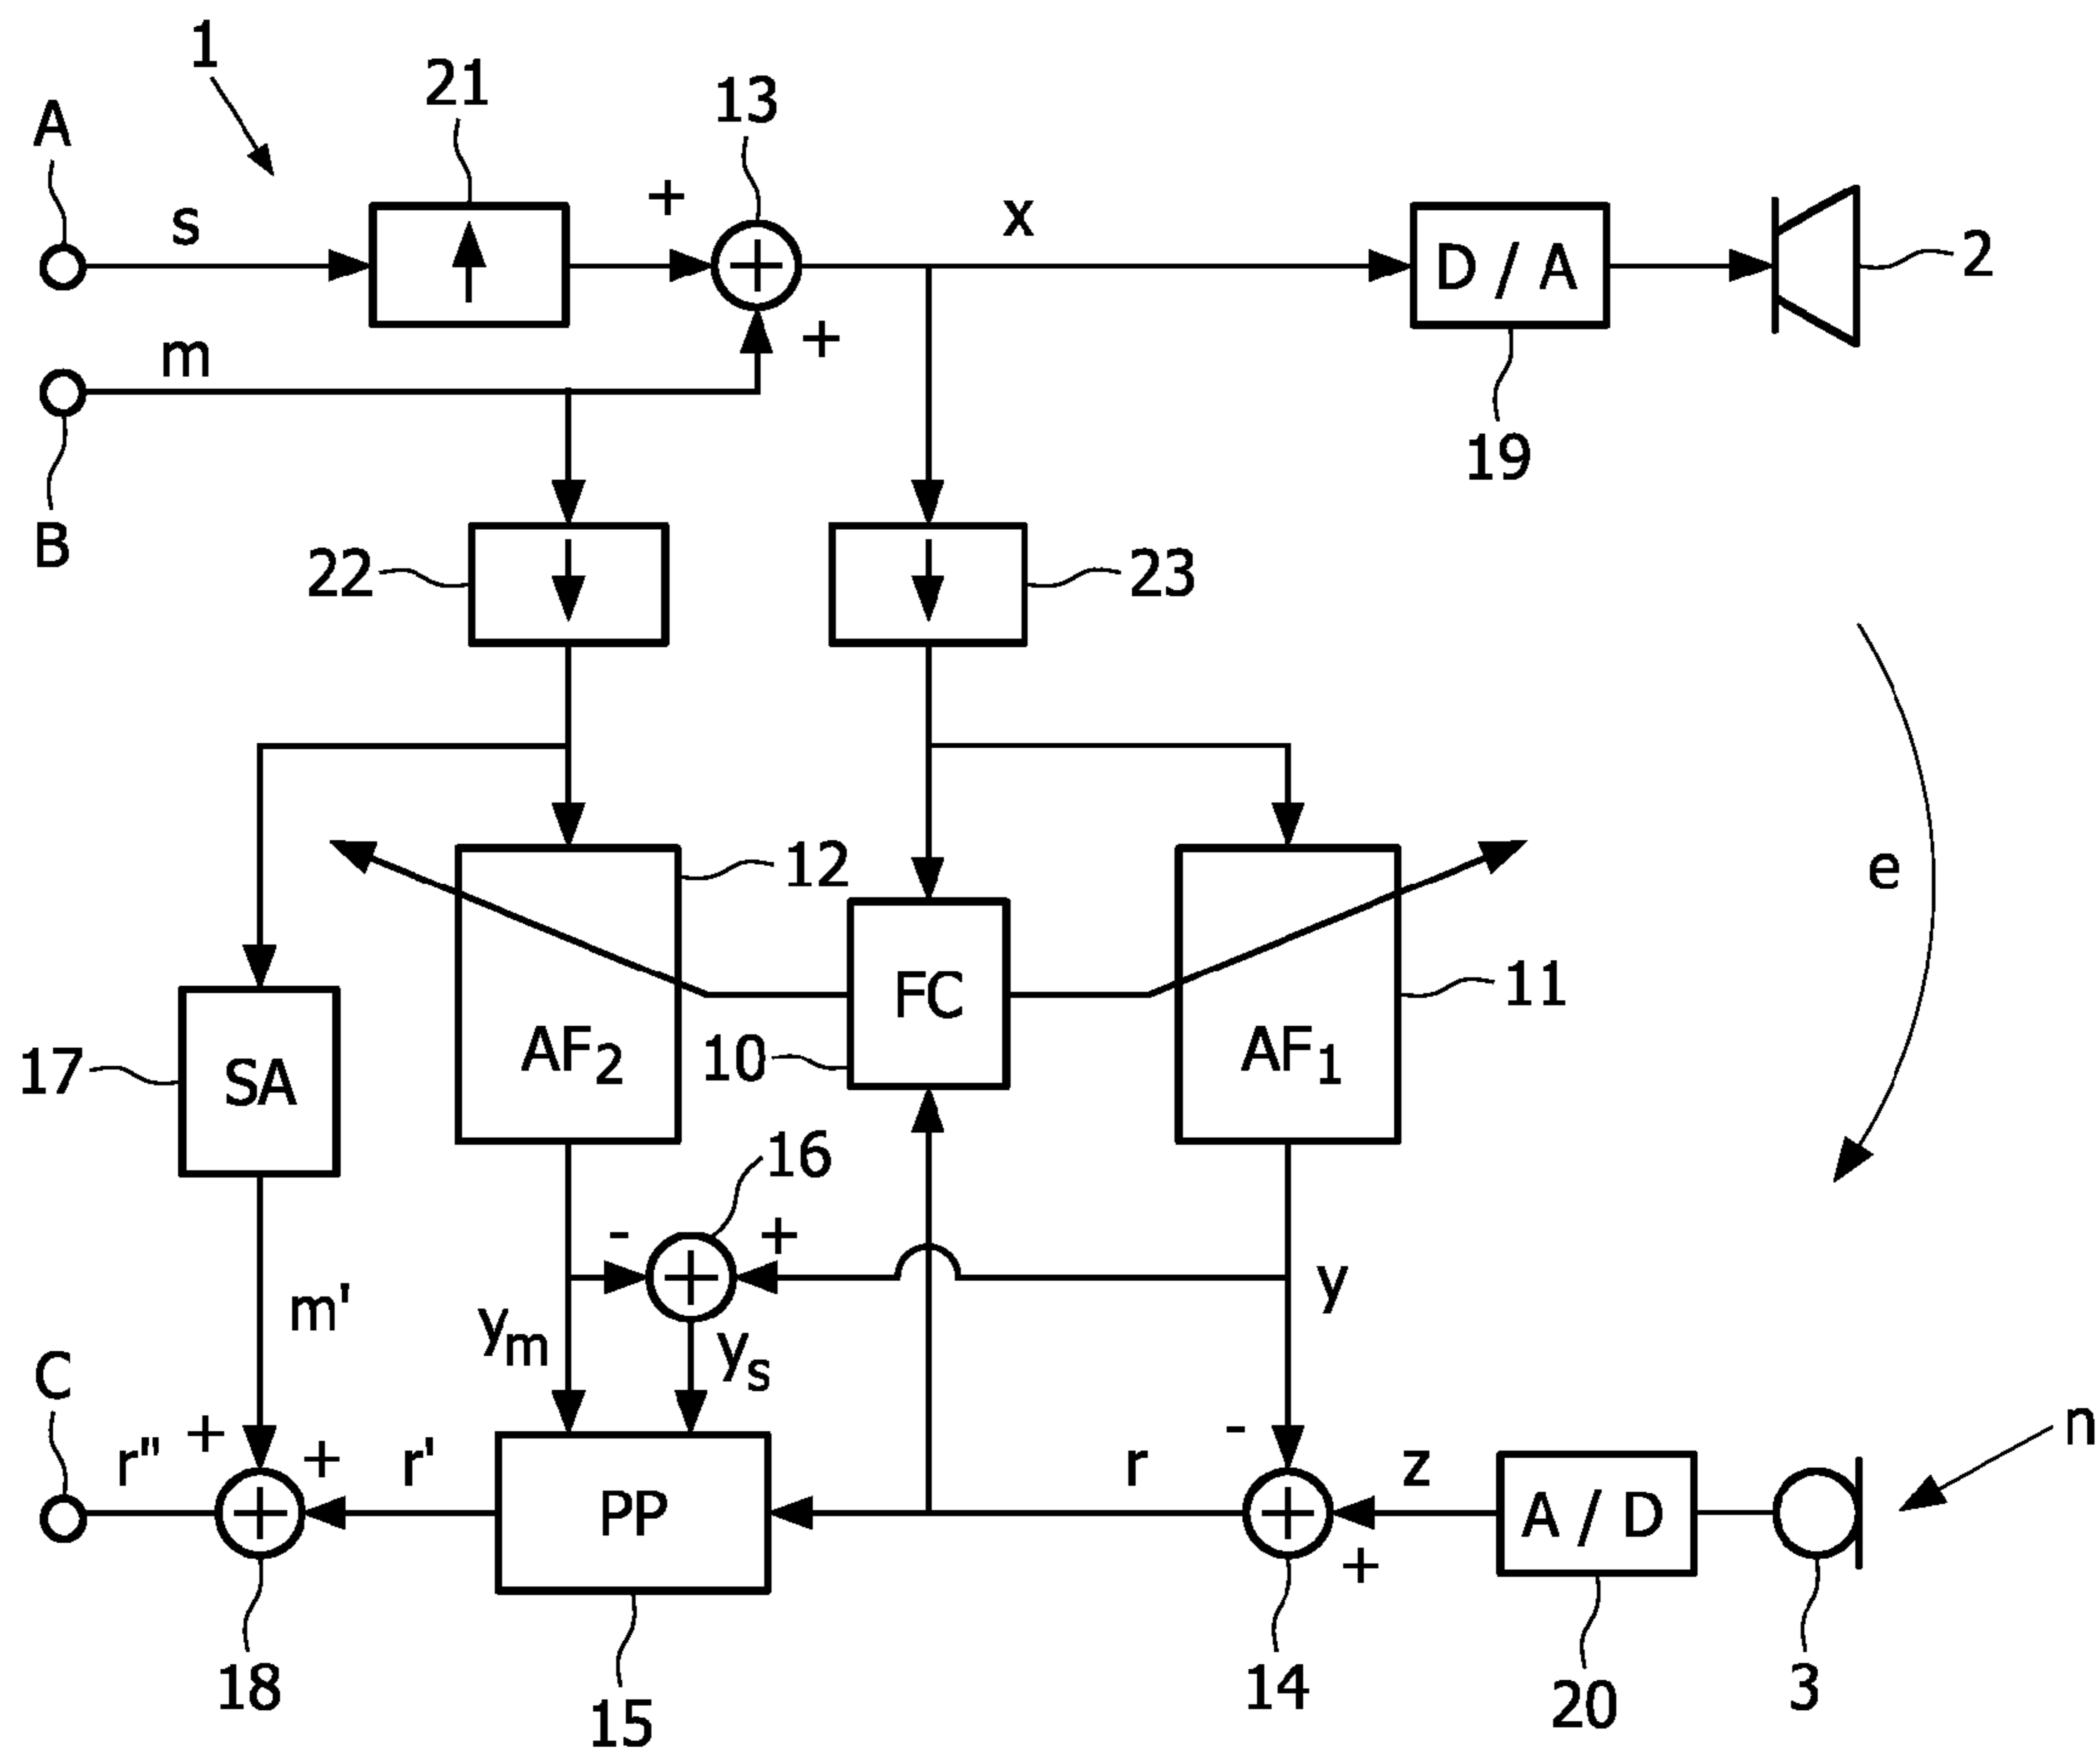 1
21
13
A
s
+
x
D / A
2
m
+
19
B
22
23
12
e
FC
11
10
AF2
AF1
17
SA
16
-
+
y
m'
ym
ys
C
r"
+
+
r'
PP
r
-
z
+
A / D
n
18
15
14
20
3